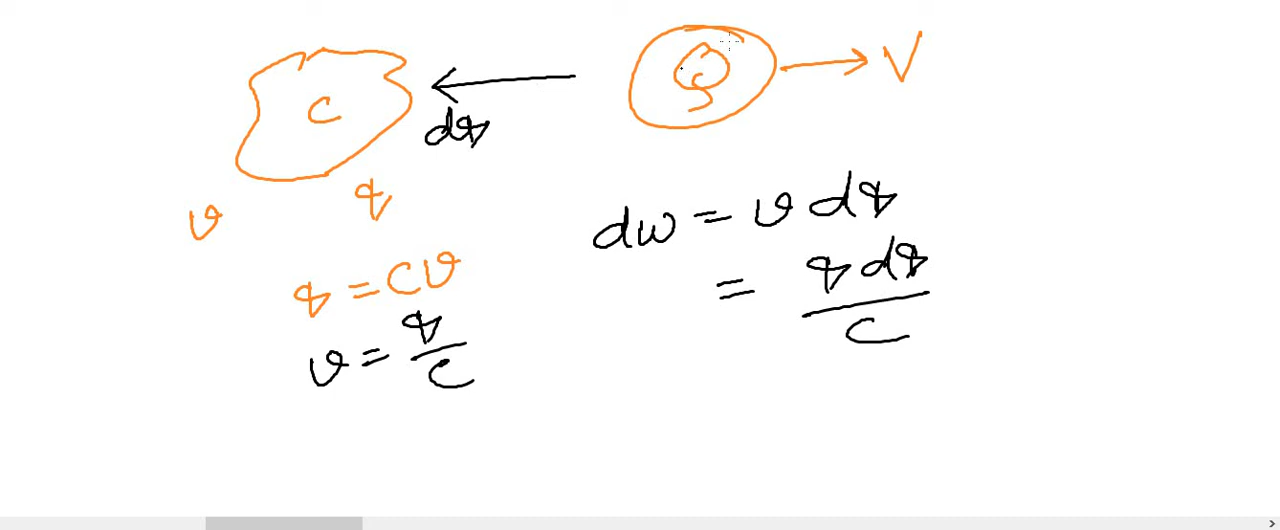 C
Q → V
dq
v
q
dw = v dq
q = Cv
= q dq / C
v = q / C